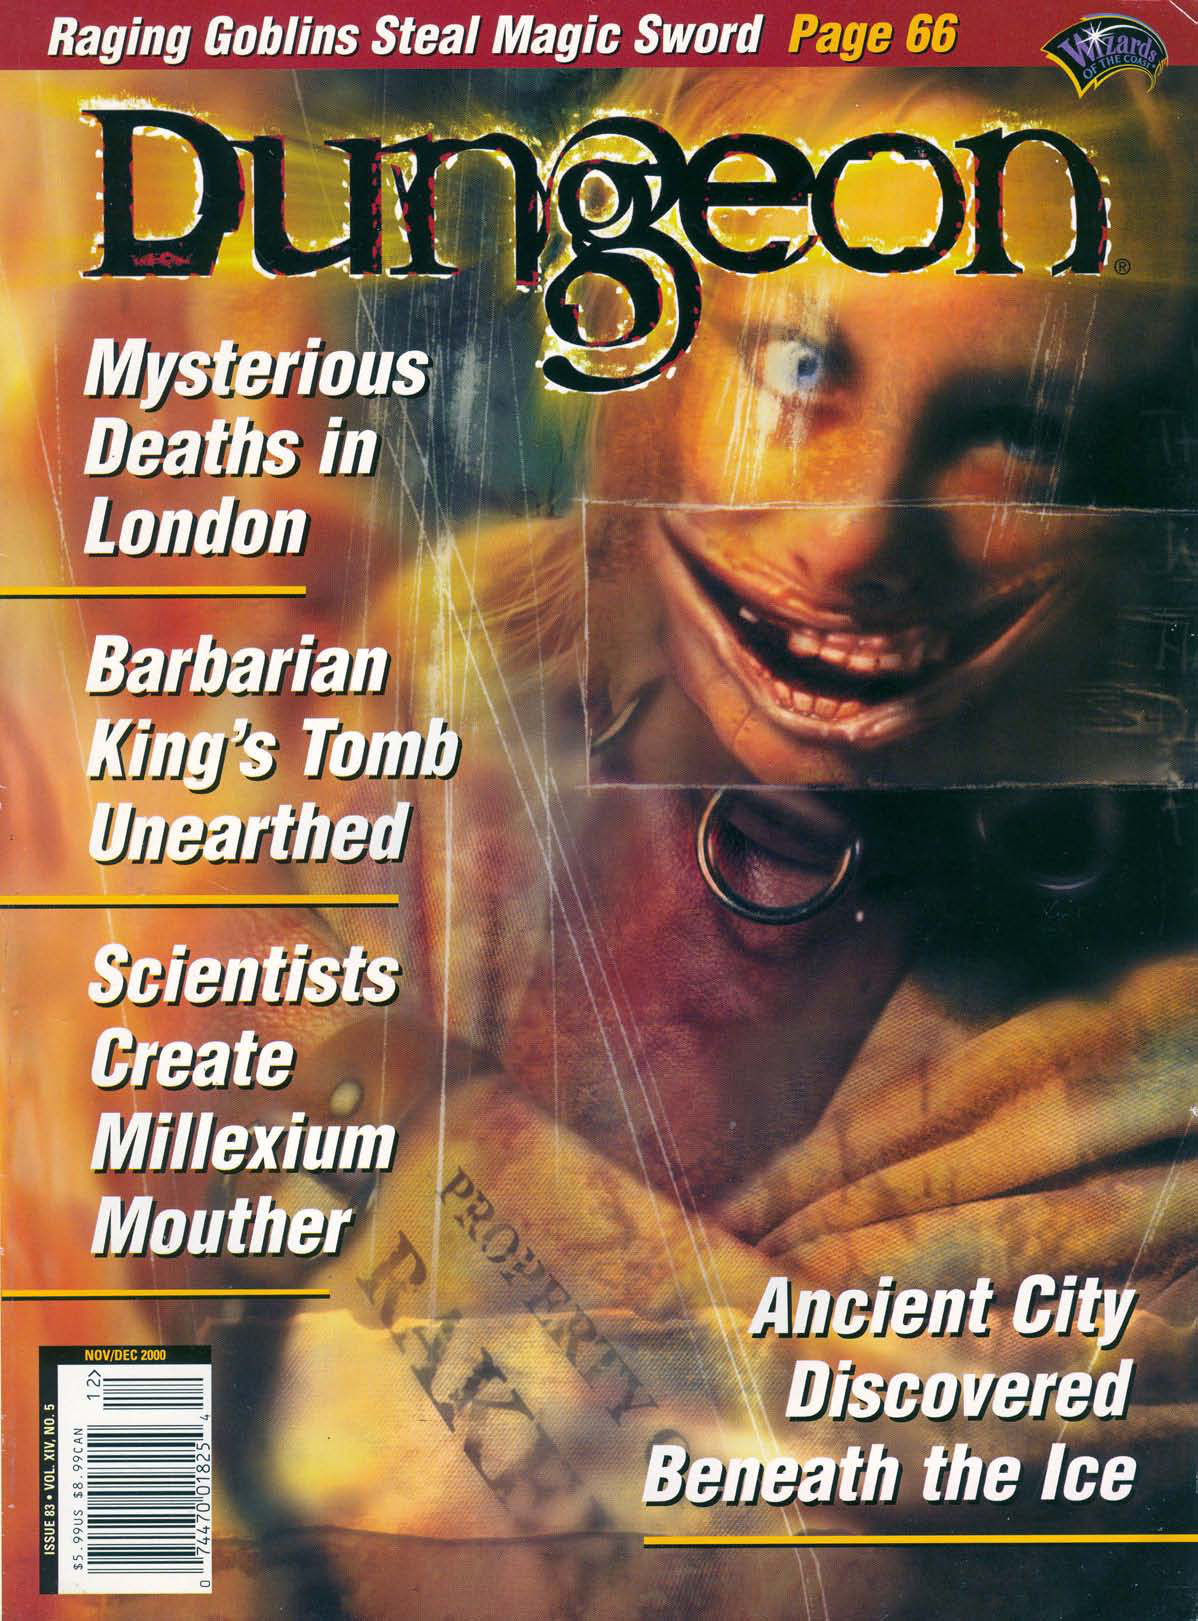 Raging Goblins Steal Magic Sword Page 66
Wizards
OF THE COAST
Dungeon®
Mysterious
Deaths in
London
Barbarian
King's Tomb
Unearthed
Scientists
Create
Millexium
Mouther
PROPERTY
Ancient City
Discovered
Beneath the Ice
NOV/DEC 2000
12>
ISSUE 83 • VOL. XIV, NO. 5
$5.99US $8.99CAN
0 74470 01825 4